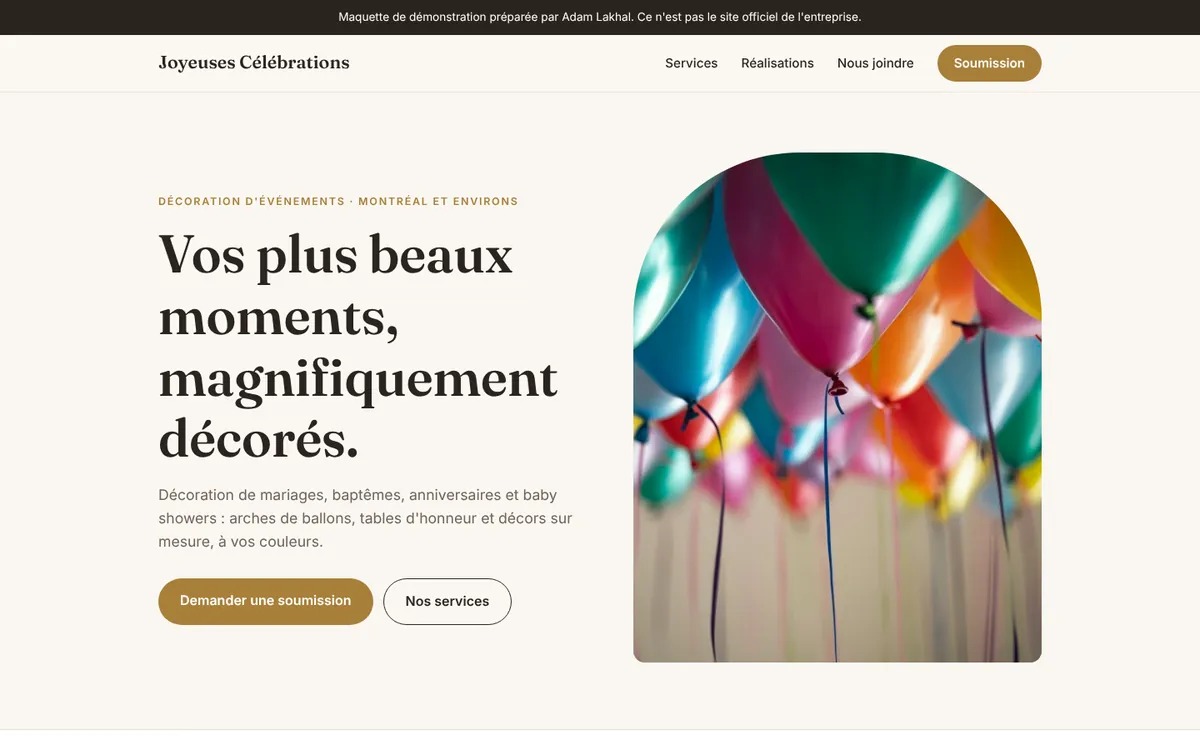 Maquette de démonstration préparée par Adam Lakhal. Ce n'est pas le site officiel de l'entreprise.
Joyeuses Célébrations
Services
Réalisations
Nous joindre
Soumission
DÉCORATION D'ÉVÉNEMENTS · MONTRÉAL ET ENVIRONS
Vos plus beaux
moments,
magnifiquement
décorés.
Décoration de mariages, baptêmes, anniversaires et baby
showers : arches de ballons, tables d'honneur et décors sur
mesure, à vos couleurs.
Demander une soumission
Nos services